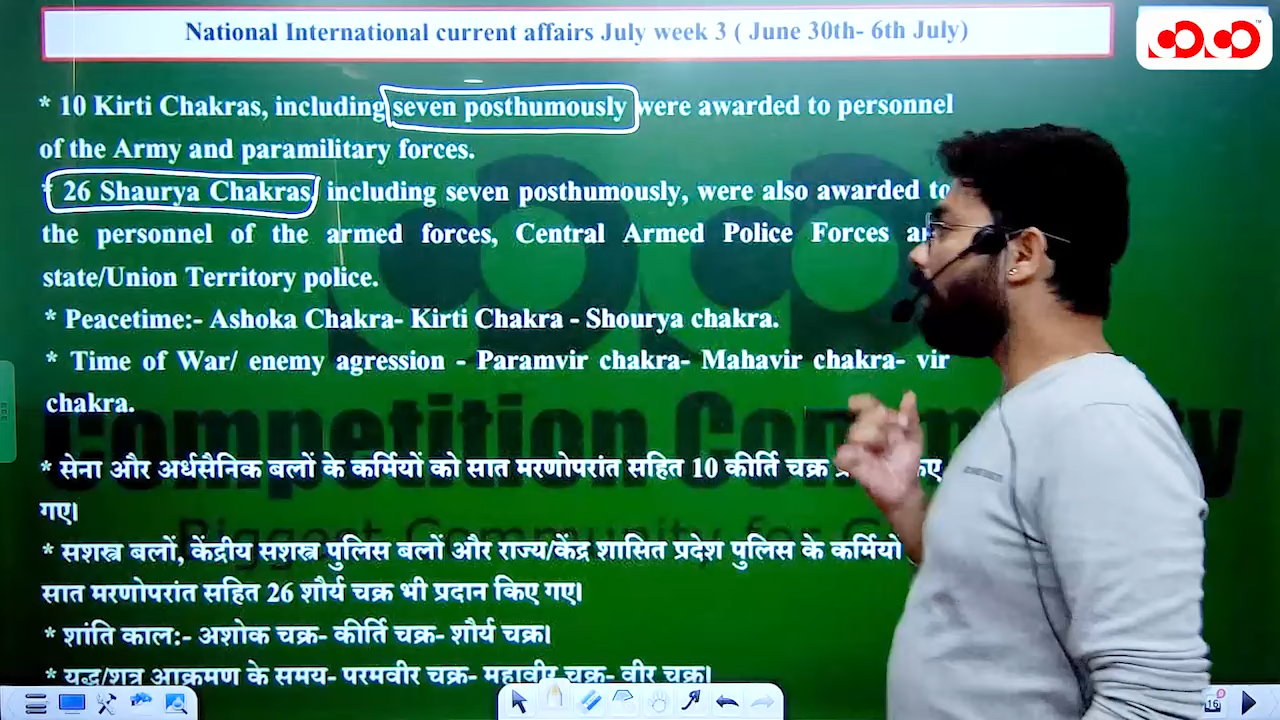 National International current affairs July week 3 ( June 30th- 6th July)
* 10 Kirti Chakras, including seven posthumously were awarded to personnel
of the Army and paramilitary forces.
* 26 Shaurya Chakras, including seven posthumously, were also awarded to
the personnel of the armed forces, Central Armed Police Forces
state/Union Territory police.
* Peacetime:- Ashoka Chakra- Kirti Chakra - Shourya chakra.
* Time of War/ enemy agression - Paramvir chakra- Mahavir chakra- vir
chakra.
* सेना और अर्धसैनिक बलों के कर्मियों को सात मरणोपरांत सहित 10 कीर्ति चक्र
गए।
* सशस्त्र बलों, केंद्रीय सशस्त्र पुलिस बलों और राज्य/केंद्र शासित प्रदेश पुलिस के कर्मियो
सात मरणोपरांत सहित 26 शौर्य चक्र भी प्रदान किए गए।
* शांति काल:- अशोक चक्र- कीर्ति चक्र- शौर्य चक्र।
* युद्ध/शत्रु आक्रमण के समय- परमवीर चक्र- महावीर चक्र- वीर चक्र।
Competition
Biggest Community for
16